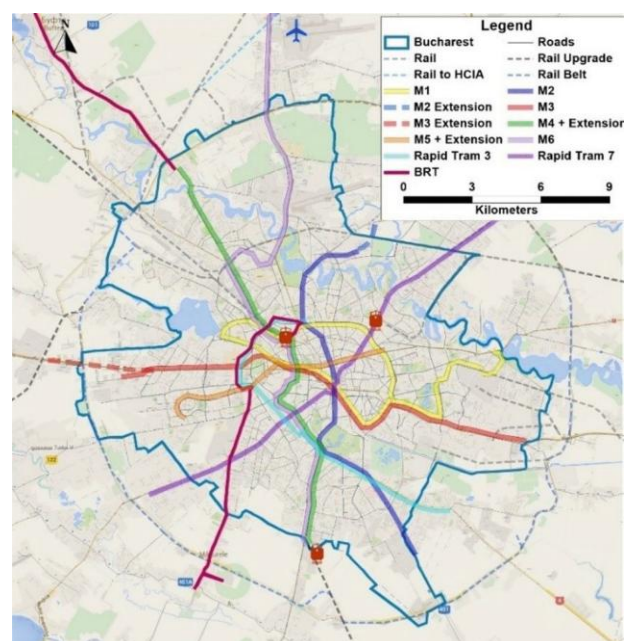 N
Legend
Bucharest
Roads
Rail
Rail Upgrade
Rail to HCIA
Rail Belt
M1
M2
M2 Extension
M3
M3 Extension
M4 + Extension
M5 + Extension
M6
Rapid Tram 3
Rapid Tram 7
BRT
0 3 6 9
Kilometers